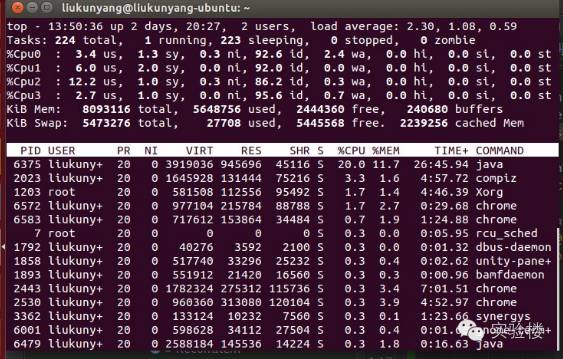 liukunyang@liukunyang-ubuntu: ~
top - 13:50:36 up 2 days, 20:27,  2 users,  load average: 2.30, 1.08, 0.59
Tasks: 224 total,   1 running, 223 sleeping,   0 stopped,   0 zombie
%Cpu0  :  3.4 us,  1.3 sy,  0.3 ni, 92.6 id,  2.4 wa,  0.0 hi,  0.0 si,  0.0 st
%Cpu1  :  6.0 us,  2.0 sy,  0.0 ni, 92.0 id,  0.0 wa,  0.0 hi,  0.0 si,  0.0 st
%Cpu2  : 12.2 us,  1.0 sy,  0.3 ni, 86.2 id,  0.3 wa,  0.0 hi,  0.0 si,  0.0 st
%Cpu3  :  2.7 us,  1.0 sy,  0.0 ni, 95.6 id,  0.7 wa,  0.0 hi,  0.0 si,  0.0 st
KiB Mem:   8093116 total,  5648756 used,  2444360 free,   240680 buffers
KiB Swap:  5473276 total,    27708 used,  5445568 free.  2239256 cached Mem
PID USER      PR  NI    VIRT    RES    SHR S  %CPU %MEM     TIME+ COMMAND
6375 liukuny+  20   0 3919036 945696  45116 S  20.0 11.7  26:45.94 java
2023 liukuny+  20   0 1645928 131444  75216 S   3.3  1.6   4:57.72 compiz
1203 root      20   0  581508 112556  95492 S   1.7  1.4   4:46.39 Xorg
6572 liukuny+  20   0  977104 215784  88788 S   1.7  2.7   0:29.68 chrome
6583 liukuny+  20   0  717612 153864  34484 S   0.7  1.9   1:24.88 chrome
7 root      20   0       0      0      0 S   0.3  0.0   0:05.95 rcu_sched
1792 liukuny+  20   0   40276   3592   2100 S   0.3  0.0   0:01.32 dbus-daemon
1858 liukuny+  20   0  517740  33296  25232 S   0.3  0.4   0:02.62 unity-pane+
1893 liukuny+  20   0  551912  21420  16560 S   0.3  0.3   0:00.96 bamfdaemon
2443 liukuny+  20   0 1782324 275312 115736 S   0.3  3.4   7:01.51 chrome
2530 liukuny+  20   0  960360 313080 120104 S   0.3  3.9   4:52.97 chrome
3362 liukuny+  20   0  133124   9232   7560 S   0.3  0.1   1:23.66 synergys
6001 liukuny+  20   0  598628  34112  27504 S   0.3  0.4
6479 liukuny+  20   0 2588184 145536  14224 S   0.3  1.8   0:16.63 java
实验楼